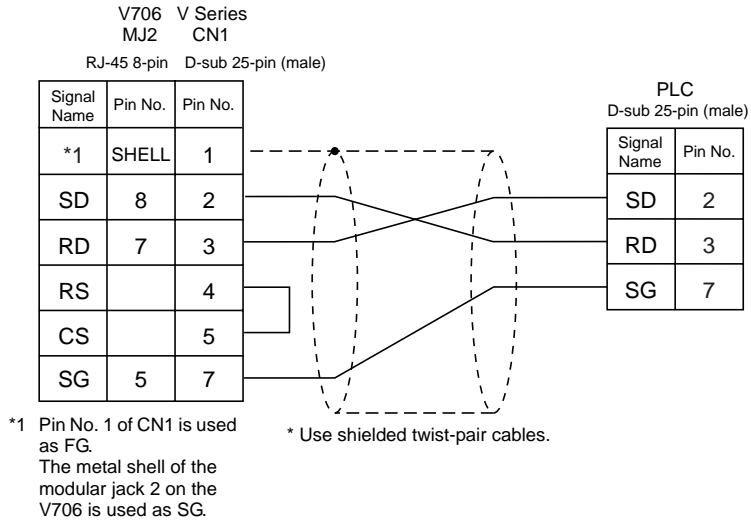 V706 V Series
MJ2 CN1
RJ-45 8-pin D-sub 25-pin (male)
Signal Name Pin No. Pin No.
*1 SHELL 1
SD 8 2
RD 7 3
RS 4
CS 5
SG 5 7
PLC
D-sub 25-pin (male)
Signal Name Pin No.
SD 2
RD 3
SG 7
*1 Pin No. 1 of CN1 is used
as FG.
The metal shell of the
modular jack 2 on the
V706 is used as SG.
* Use shielded twist-pair cables.